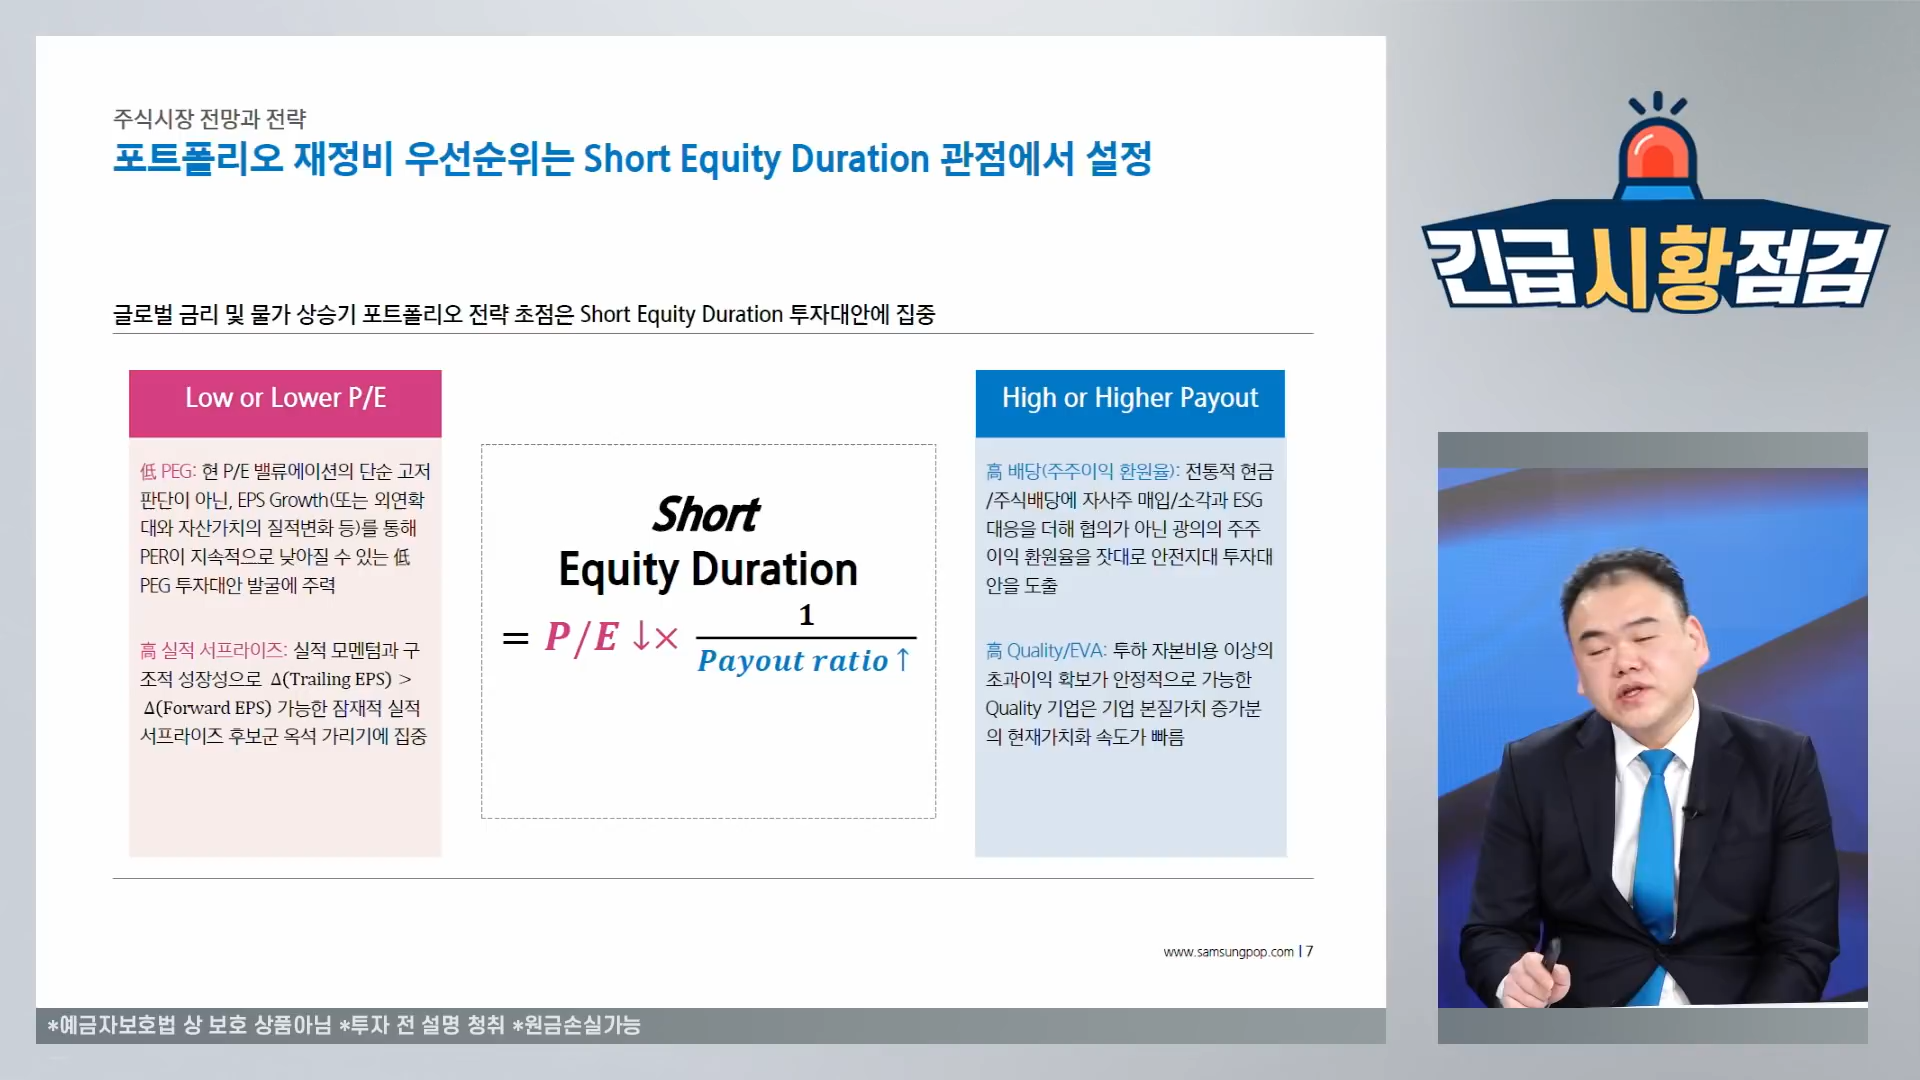 주식시장 전망과 전략
포트폴리오 재정비 우선순위는 Short Equity Duration 관점에서 설정
글로벌 금리 및 물가 상승기 포트폴리오 전략 초점은 Short Equity Duration 투자대안에 집중
Low or Lower P/E
低 PEG: 현 P/E 밸류에이션의 단순 고저
판단이 아닌, EPS Growth(또는 외연확
대와 자산가치의 질적변화 등)를 통해
PER이 지속적으로 낮아질 수 있는 低
PEG 투자대안 발굴에 주력
高 실적 서프라이즈: 실적 모멘텀과 구
조적 성장성으로 Δ(Trailing EPS) >
Δ(Forward EPS) 가능한 잠재적 실적
서프라이즈 후보군 옥석 가리기에 집중
Short
Equity Duration
= P/E ↓× 1
Payout ratio ↑
High or Higher Payout
高 배당(주주이익 환원율): 전통적 현금
/주식배당에 자사주 매입/소각과 ESG
대응을 더해 협의가 아닌 광의의 주주
이익 환원율을 잣대로 안전지대 투자대
안을 도출
高 Quality/EVA: 투하 자본비용 이상의
초과이익 확보가 안정적으로 가능한
Quality 기업은 기업 본질가치 증가분
의 현재가치화 속도가 빠름
www.samsungpop.com | 7
*예금자보호법 상 보호 상품아님 *투자 전 설명 청취 *원금손실가능
긴급시황점검